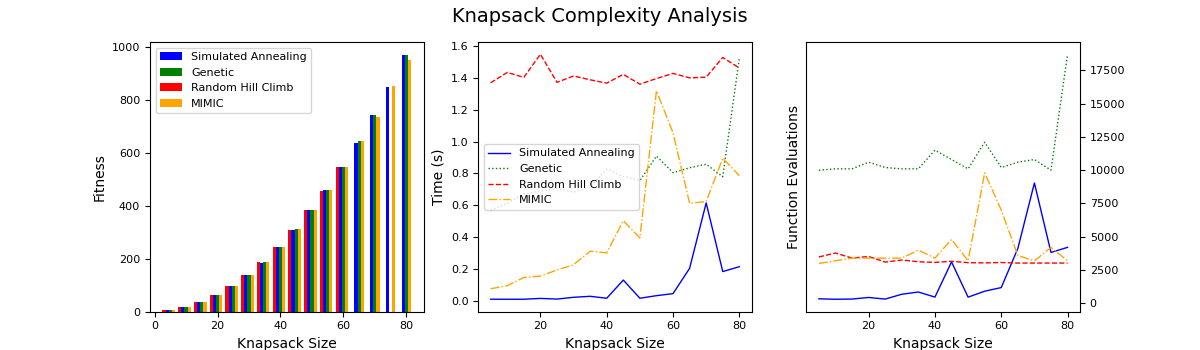 Knapsack Complexity Analysis
Fitness
1000
800
600
400
200
0
Simulated Annealing
Genetic
Random Hill Climb
MIMIC
0 20 40 60 80
Knapsack Size
Time (s)
1.6
1.4
1.2
1.0
0.8
0.6
0.4
0.2
0.0
Simulated Annealing
Genetic
Random Hill Climb
MIMIC
20 40 60 80
Knapsack Size
Function Evaluations
17500
15000
12500
10000
7500
5000
2500
0
20 40 60 80
Knapsack Size